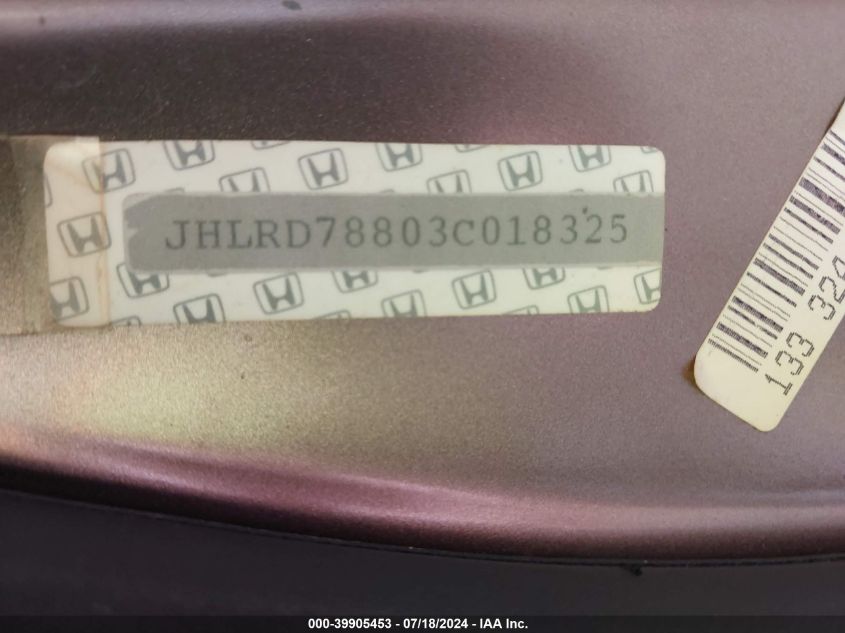 JHLRD78803C018325
133 324
000-39905453 - 07/18/2024 - IAA Inc.